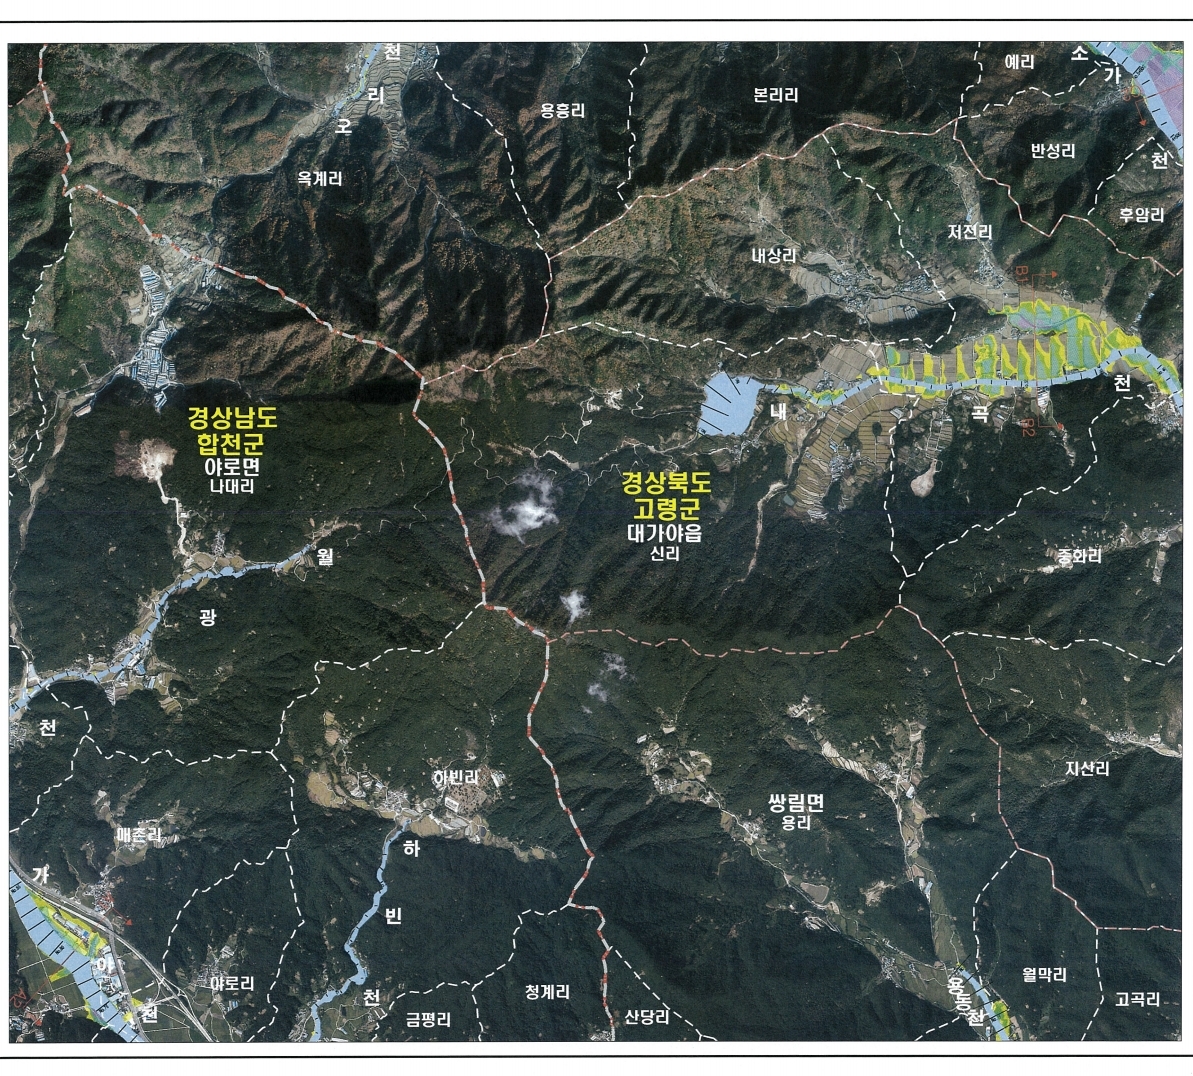 천
리
오
옥계리
용흥리
본리리
예리
소
가
천
반성리
후암리
저전리
내상리
B1
내
곡
천
B2
경상남도
합천군
야로면
나대리
경상북도
고령군
대가야읍
신리
중화리
월
광
천
하빈리
매촌리
하
빈
천
쌍림면
용리
지산리
가
야
천
야로리
금평리
청계리
산당리
용
동
천
월막리
고곡리